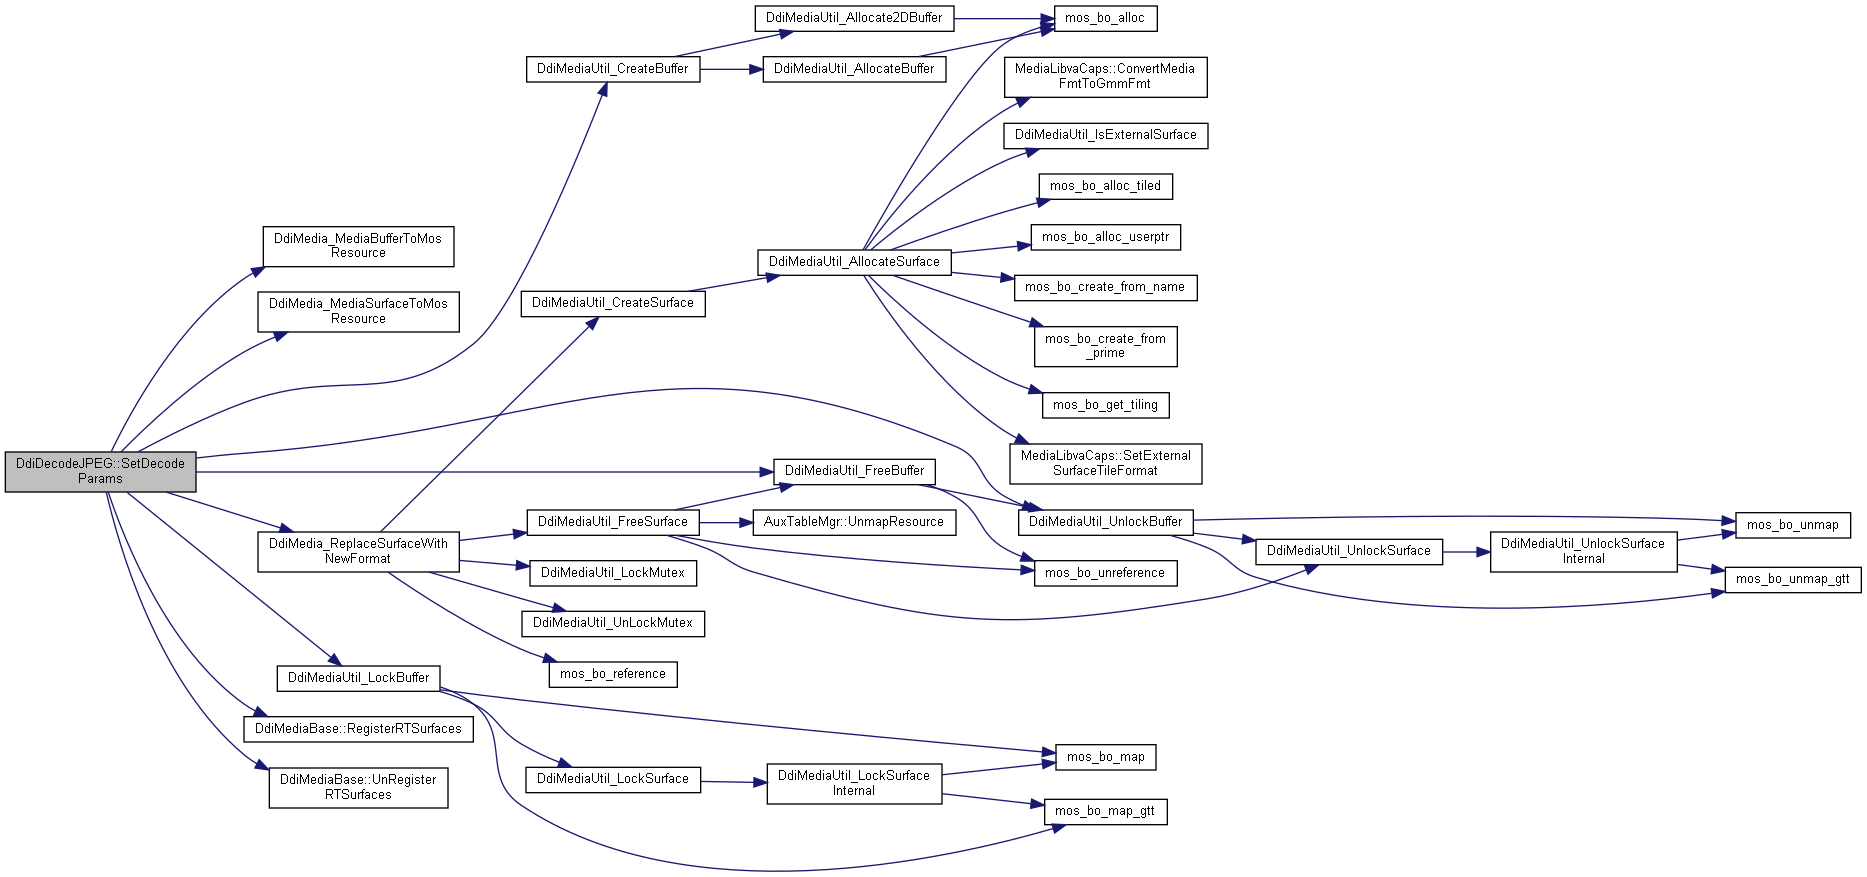 DdiDecodeJPEG::SetDecode
Params
DdiMedia_MediaBufferToMos
Resource
DdiMedia_MediaSurfaceToMos
Resource
DdiMedia_ReplaceSurfaceWith
NewFormat
DdiMediaUtil_LockBuffer
DdiMediaBase::RegisterRTSurfaces
DdiMediaBase::UnRegister
RTSurfaces
DdiMediaUtil_CreateBuffer
DdiMediaUtil_CreateSurface
DdiMediaUtil_FreeSurface
DdiMediaUtil_LockMutex
DdiMediaUtil_UnLockMutex
mos_bo_reference
DdiMediaUtil_LockSurface
DdiMediaUtil_Allocate2DBuffer
DdiMediaUtil_AllocateBuffer
DdiMediaUtil_AllocateSurface
DdiMediaUtil_FreeBuffer
AuxTableMgr::UnmapResource
DdiMediaUtil_LockSurface
Internal
mos_bo_alloc
MediaLibvaCaps::ConvertMedia
FmtToGmmFmt
DdiMediaUtil_IsExternalSurface
mos_bo_alloc_tiled
mos_bo_alloc_userptr
mos_bo_create_from_name
mos_bo_create_from
_prime
mos_bo_get_tiling
MediaLibvaCaps::SetExternal
SurfaceTileFormat
DdiMediaUtil_UnlockBuffer
mos_bo_unreference
mos_bo_map
mos_bo_map_gtt
DdiMediaUtil_UnlockSurface
DdiMediaUtil_UnlockSurface
Internal
mos_bo_unmap
mos_bo_unmap_gtt